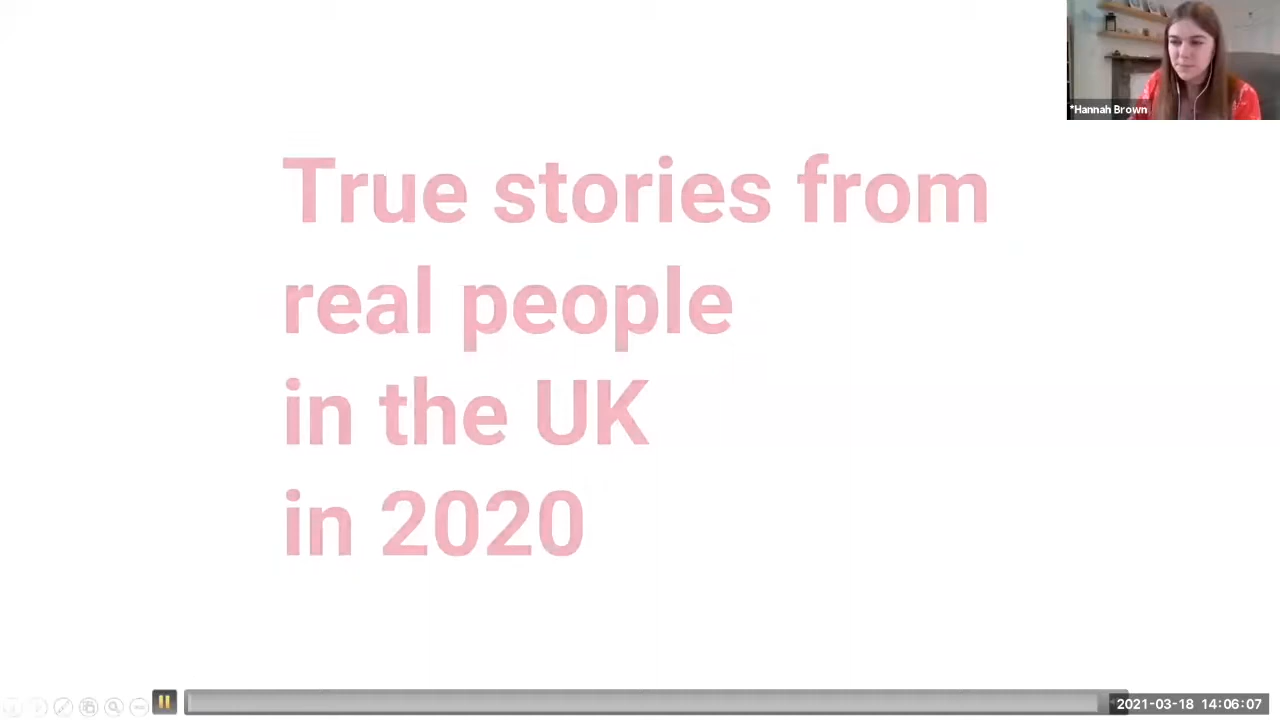 *Hannah Brown
True stories from
real people
in the UK
in 2020
2021-03-18 14:06:07